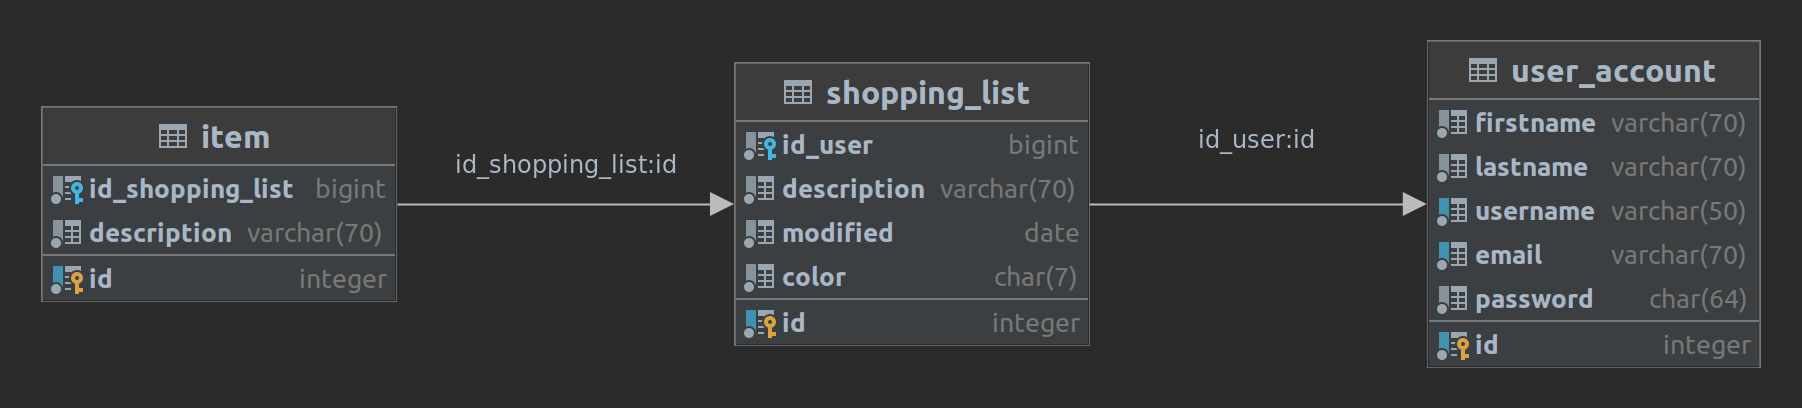 item
id_shopping_list bigint
description varchar(70)
id integer
id_shopping_list:id
shopping_list
id_user bigint
description varchar(70)
modified date
color char(7)
id integer
id_user:id
user_account
firstname varchar(70)
lastname varchar(70)
username varchar(50)
email varchar(70)
password char(64)
id integer